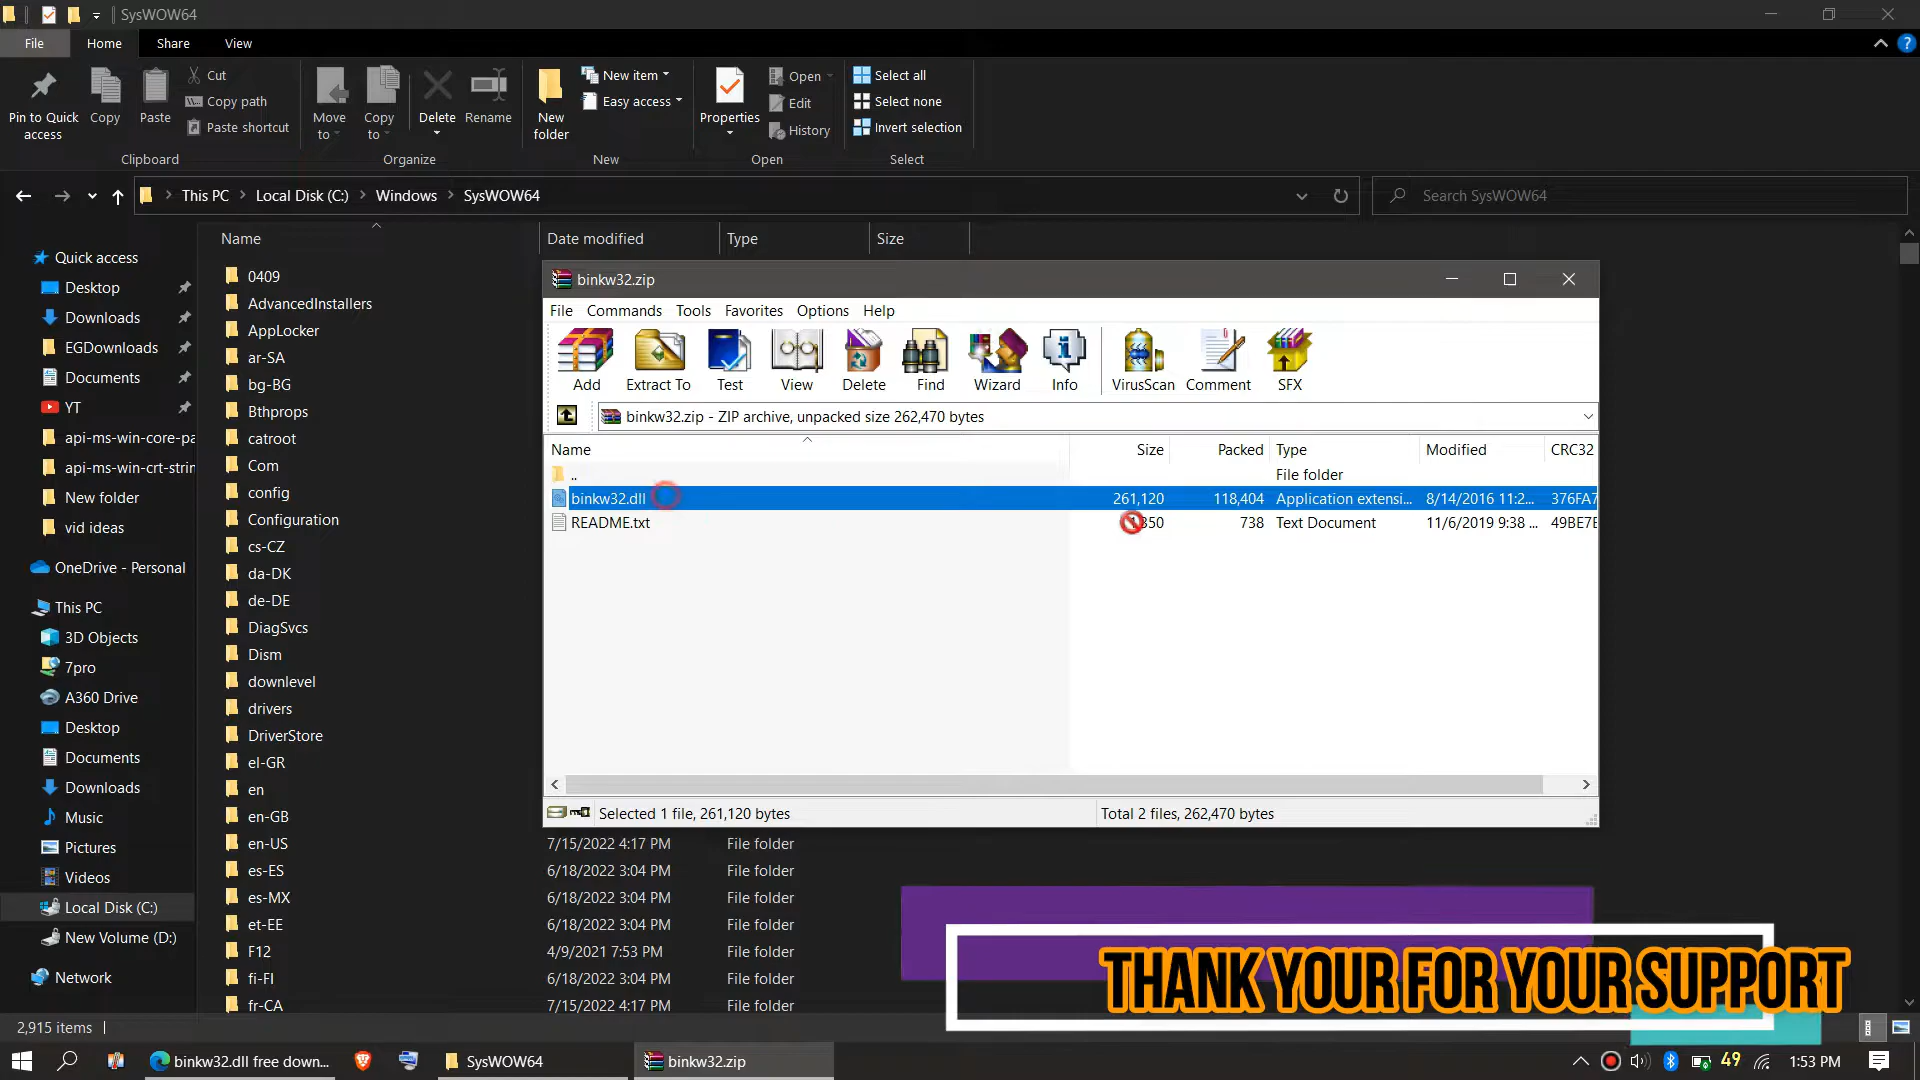 SysWOW64
File
Home
Share
View
Pin to Quick access
Copy
Paste
Cut
Copy path
Paste shortcut
Clipboard
Move to
Copy to
Delete
Rename
Organize
New folder
New item
Easy access
New
Properties
Open
Edit
History
Open
Select all
Select none
Invert selection
Select
This PC
Local Disk (C:)
Windows
SysWOW64
Search SysWOW64
Name
Date modified
Type
Size
Quick access
Desktop
Downloads
EGDownloads
Documents
YT
api-ms-win-core-pa
api-ms-win-crt-strin
New folder
vid ideas
OneDrive - Personal
This PC
3D Objects
7pro
A360 Drive
Desktop
Documents
Downloads
Music
Pictures
Videos
Local Disk (C:)
New Volume (D:)
Network
0409
AdvancedInstallers
AppLocker
ar-SA
bg-BG
Bthprops
catroot
Com
config
Configuration
cs-CZ
da-DK
de-DE
DiagSvcs
Dism
downlevel
drivers
DriverStore
el-GR
en
en-GB
en-US 7/15/2022 4:17 PM File folder
es-ES 6/18/2022 3:04 PM File folder
es-MX 6/18/2022 3:04 PM File folder
et-EE 6/18/2022 3:04 PM File folder
F12 4/9/2021 7:53 PM File folder
fi-FI 6/18/2022 3:04 PM File folder
fr-CA 7/15/2022 4:17 PM File folder
binkw32.zip
File Commands Tools Favorites Options Help
Add Extract To Test View Delete Find Wizard Info VirusScan Comment SFX
binkw32.zip - ZIP archive, unpacked size 262,470 bytes
Name Size Packed Type Modified CRC32
.. File folder
binkw32.dll 261,120 118,404 Application extensi... 8/14/2016 11:2... 376FA7
README.txt 738 Text Document 11/6/2019 9:38 ... 49BE7E
Selected 1 file, 261,120 bytes
Total 2 files, 262,470 bytes
THANK YOUR FOR YOUR SUPPORT
2,915 items
binkw32.dll free down...
SysWOW64
binkw32.zip
49
1:53 PM